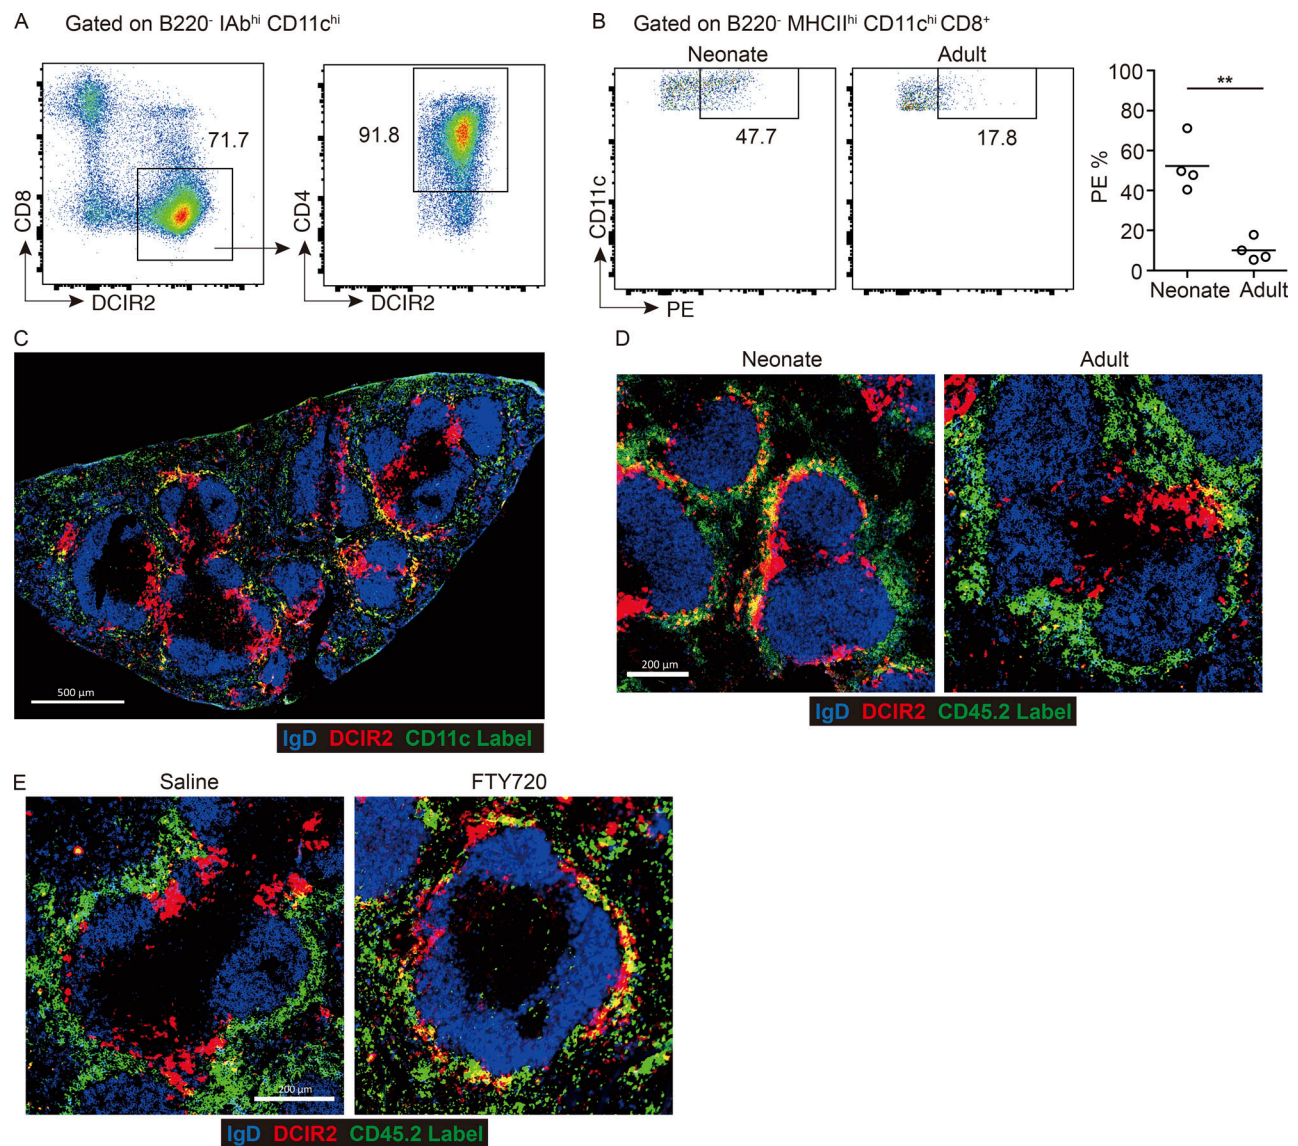 A Gated on B220⁻ IAbʰⁱ CD11cʰⁱ
CD8
71.7
DCIR2
91.8
CD4
DCIR2
B Gated on B220⁻ MHCIIʰⁱ CD11cʰⁱ CD8⁺
Neonate Adult
CD11c
47.7
17.8
PE
PE %
100
80
60
40
20
0
**
Neonate Adult
C
500 µm
IgD DCIR2 CD11c Label
D
Neonate Adult
200 µm
IgD DCIR2 CD45.2 Label
E
Saline FTY720
200 µm
IgD DCIR2 CD45.2 Label